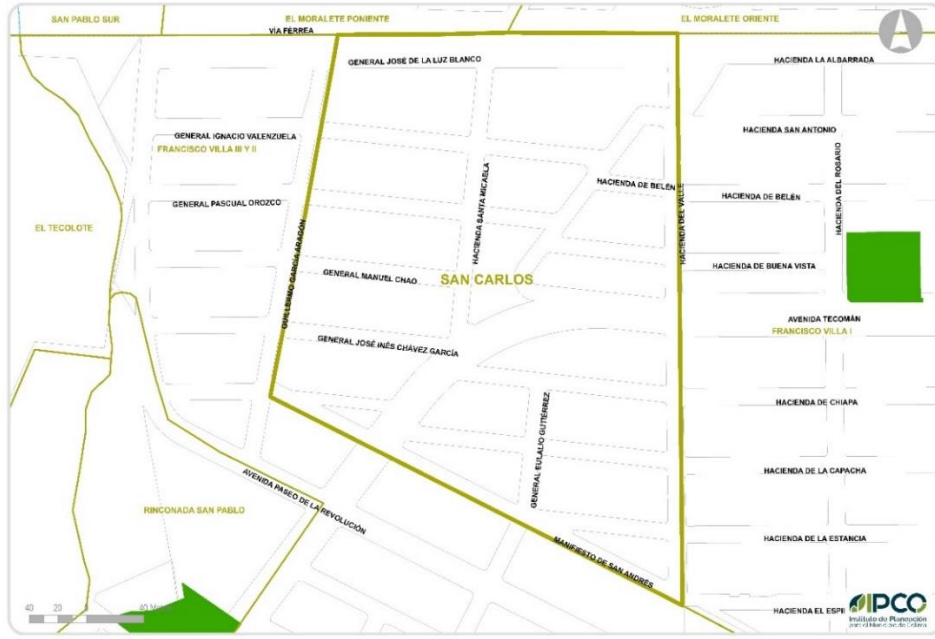 SAN PABLO SUR
EL MORALETE PONIENTE
EL MORALETE ORIENTE
VÍA FÉRREA
GENERAL JOSÉ DE LA LUZ BLANCO
HACIENDA LA ALBARRADA
GENERAL IGNACIO VALENZUELA
FRANCISCO VILLA III Y II
HACIENDA SAN ANTONIO
HACIENDA DEL ROSARIO
HACIENDA SANTA MICAELA
HACIENDA DE BELÉN
HACIENDA DEL VALLE
HACIENDA DE BELÉN
GENERAL PASCUAL OROZCO
EL TECOLOTE
GUILLERMO GARCÍA ARAGÓN
GENERAL MANUEL CHAO
SAN CARLOS
HACIENDA DE BUENA VISTA
AVENIDA TECOMÁN
FRANCISCO VILLA I
GENERAL JOSÉ INÉS CHÁVEZ GARCÍA
GENERAL EULALIO GUTIÉRREZ
HACIENDA DE CHIAPA
HACIENDA DE LA CAPACHA
AVENIDA PASEO DE LA REVOLUCIÓN
RINCONADA SAN PABLO
MANIFIESTO DE SAN ANDRÉS
HACIENDA DE LA ESTANCIA
HACIENDA EL ESPI
40 20 40
IPCO
Instituto de Planeación
para el Municipio de Colima